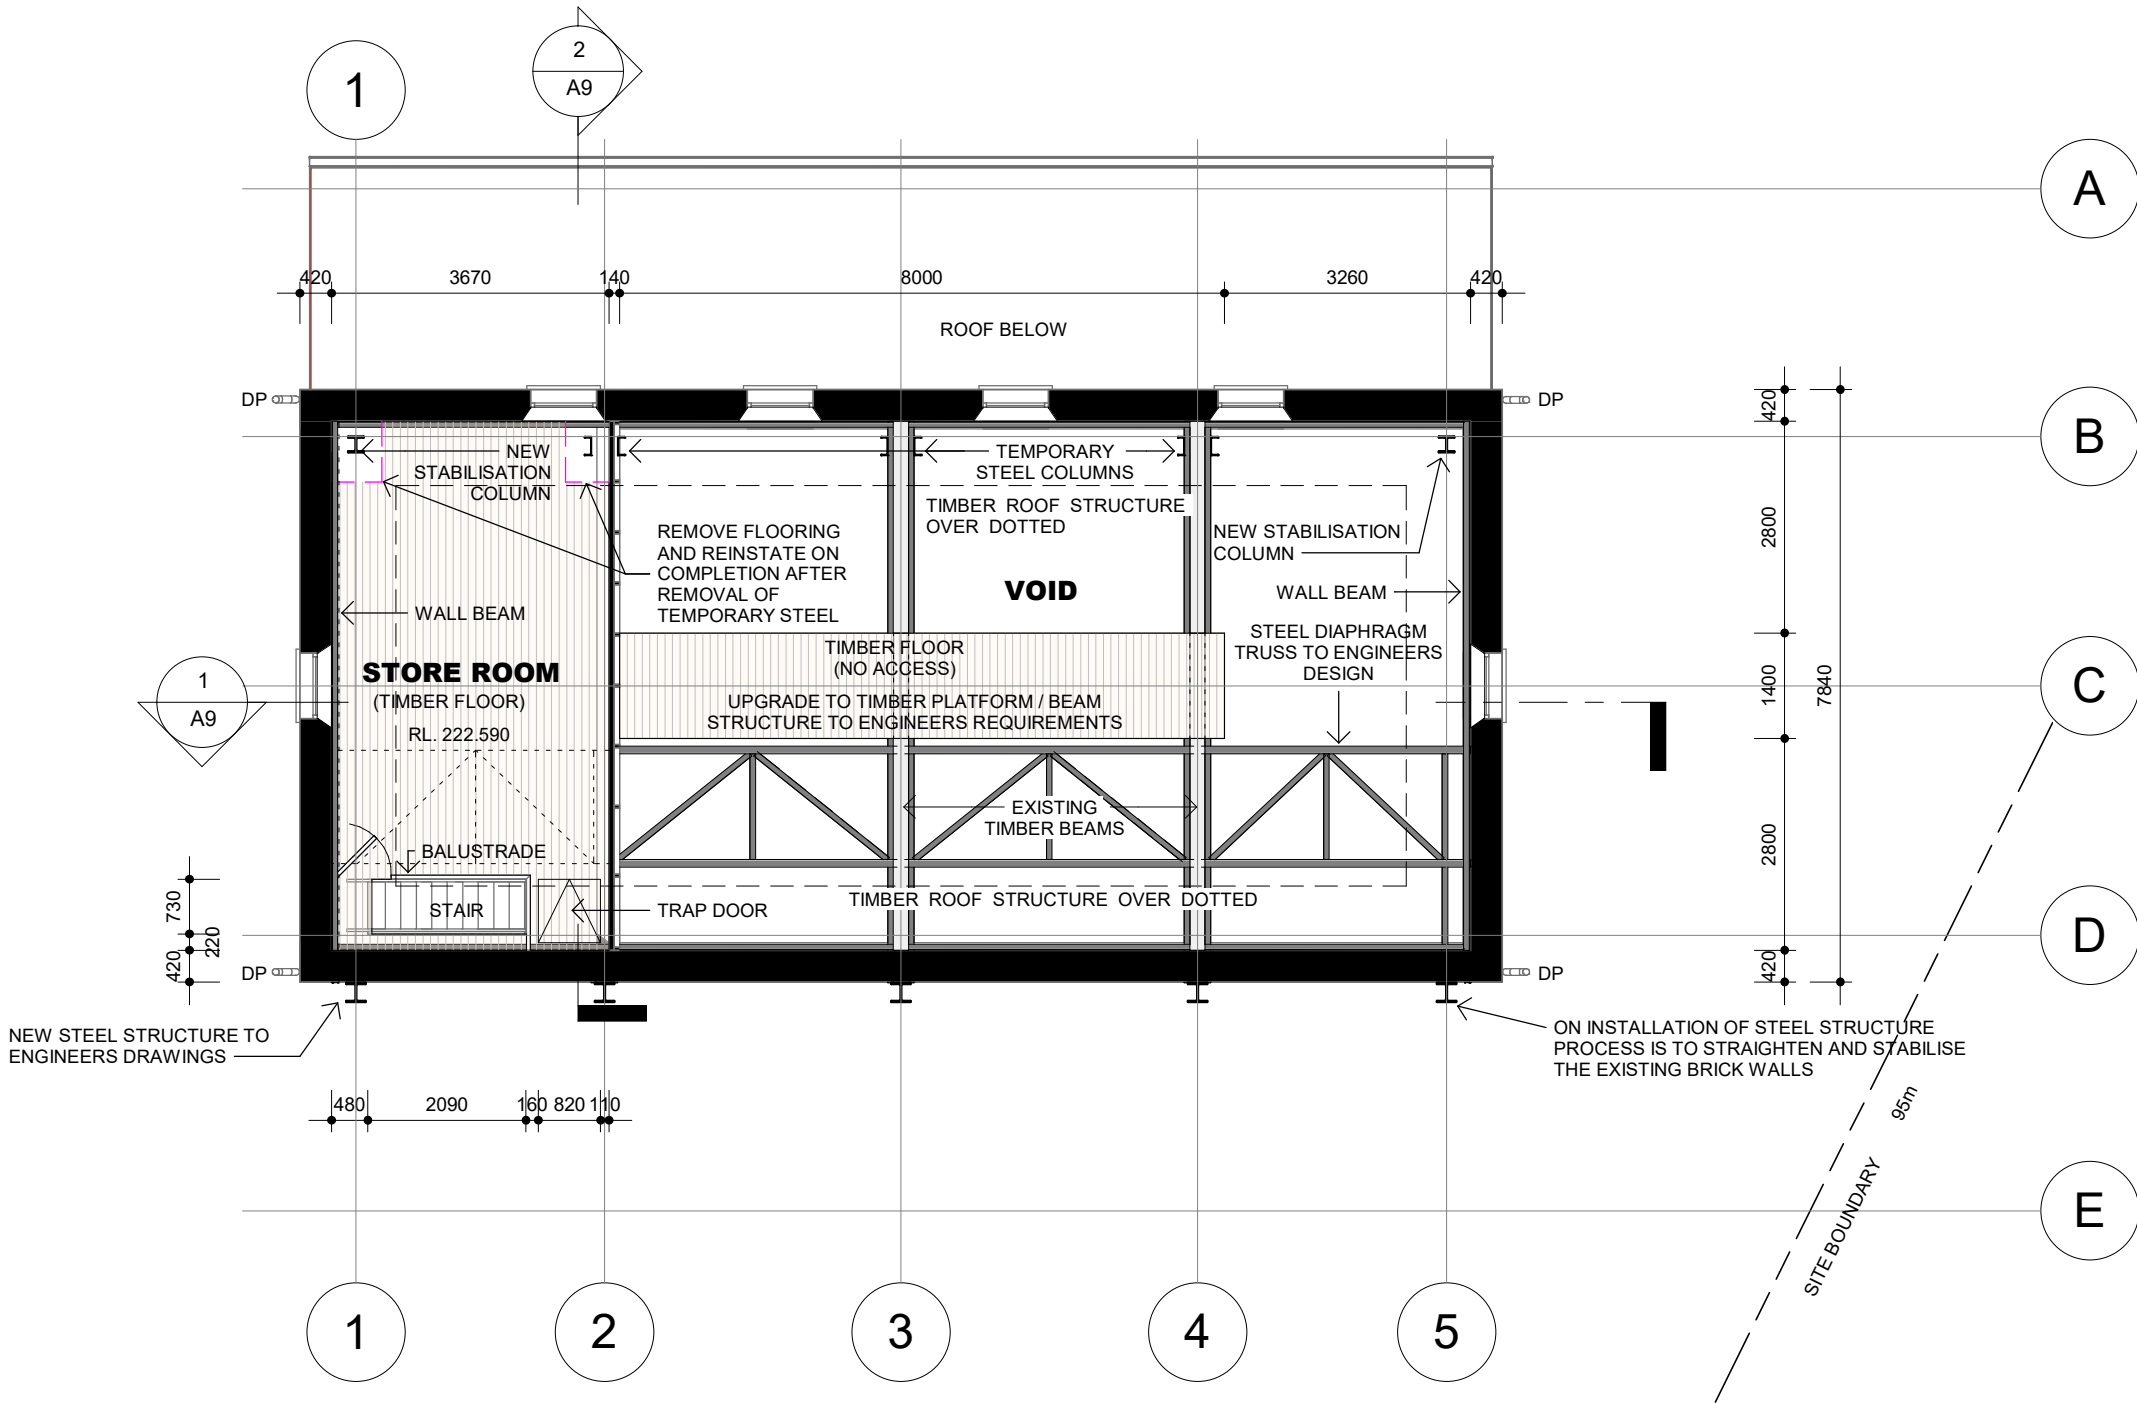 2
A9
1
A
420
3670
140
8000
3260
420
ROOF BELOW
DP
DP
420
B
NEW
STABILISATION
COLUMN
TEMPORARY
STEEL COLUMNS
TIMBER ROOF STRUCTURE
OVER DOTTED
REMOVE FLOORING
AND REINSTATE ON
COMPLETION AFTER
REMOVAL OF
TEMPORARY STEEL
NEW STABILISATION
COLUMN
2800
VOID
WALL BEAM
WALL BEAM
STEEL DIAPHRAGM
TRUSS TO ENGINEERS
DESIGN
TIMBER FLOOR
(NO ACCESS)
UPGRADE TO TIMBER PLATFORM / BEAM
STRUCTURE TO ENGINEERS REQUIREMENTS
STORE ROOM
(TIMBER FLOOR)
RL. 222.590
1
A9
1400
7840
C
EXISTING
TIMBER BEAMS
2800
BALUSTRADE
STAIR
TRAP DOOR
TIMBER ROOF STRUCTURE OVER DOTTED
730
220
420
D
DP
DP
420
NEW STEEL STRUCTURE TO
ENGINEERS DRAWINGS
ON INSTALLATION OF STEEL STRUCTURE
PROCESS IS TO STRAIGHTEN AND STABILISE
THE EXISTING BRICK WALLS
480
2090
160
820
110
95m
SITE BOUNDARY
E
1
2
3
4
5